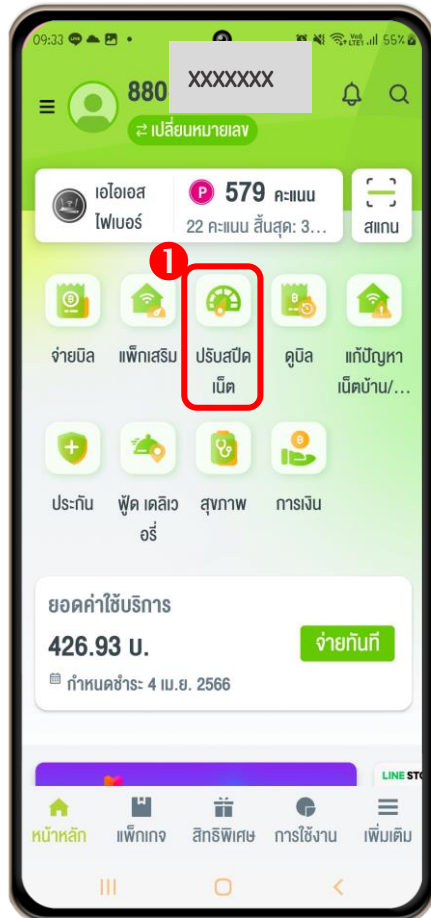 09:33
Vo)) LTE1 55%
880 XXXXXXX
เปลี่ยนหมายเลข
เอไอเอส ไฟเบอร์
P 579 คะแนน
22 คะแนน สิ้นสุด: 3...
สแกน
1
จ่ายบิล
แพ็กเสริม
ปรับสปีด
เน็ต
ดูบิล
แก้ปัญหา
เน็ตบ้าน/...
ประกัน
ฟู้ด เดลิเว
อรี่
สุขภาพ
การเงิน
ยอดค่าใช้บริการ
426.93 บ.
จ่ายทันที
กำหนดชำระ 4 เม.ย. 2566
LINE STO
หน้าหลัก
แพ็กเกจ
สิทธิพิเศษ
การใช้งาน
เพิ่มเติม